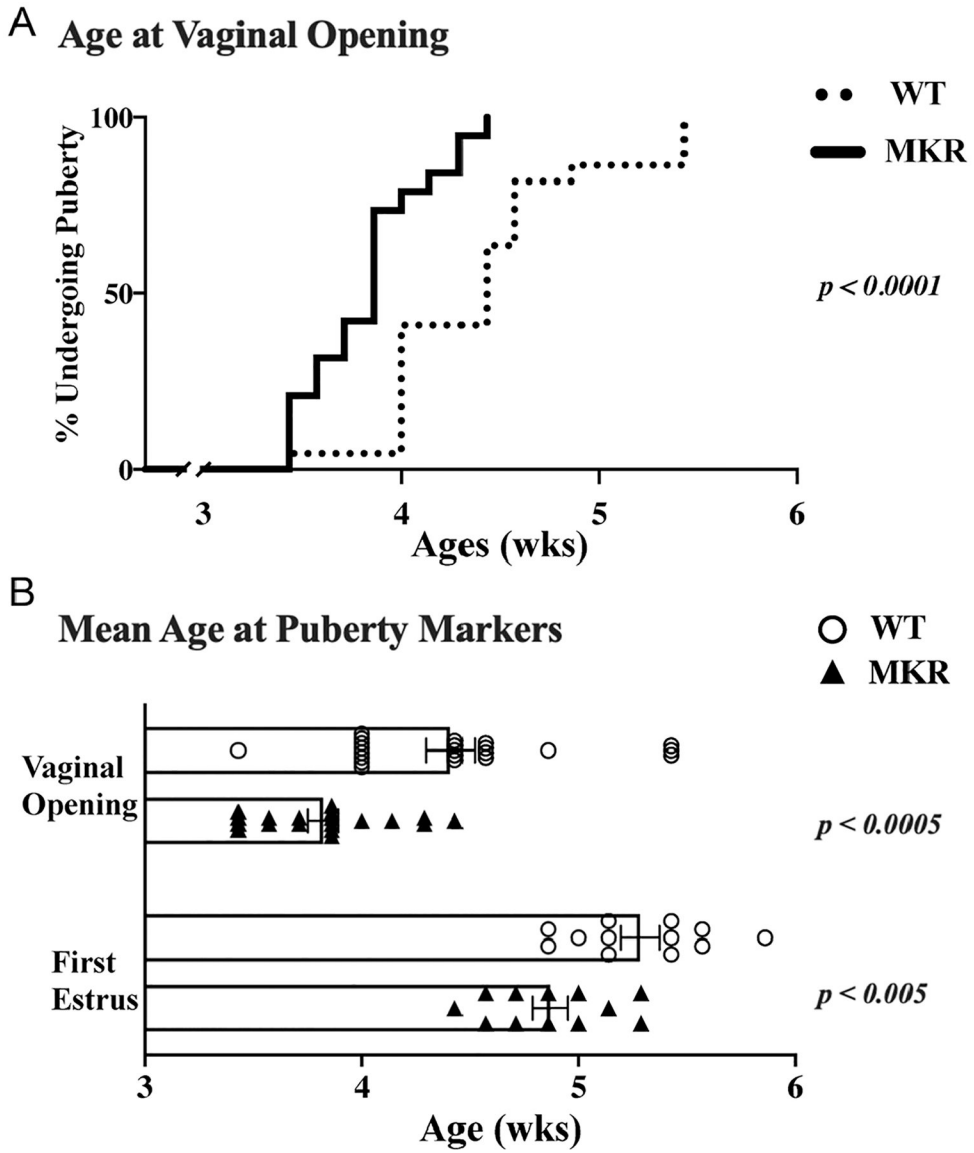 A
Age at Vaginal Opening
WT
MKR
100
50
0
% Undergoing Puberty
p < 0.0001
3 4 5 6
Ages (wks)
B
Mean Age at Puberty Markers
WT
MKR
Vaginal
Opening
p < 0.0005
First
Estrus
p < 0.005
3 4 5 6
Age (wks)